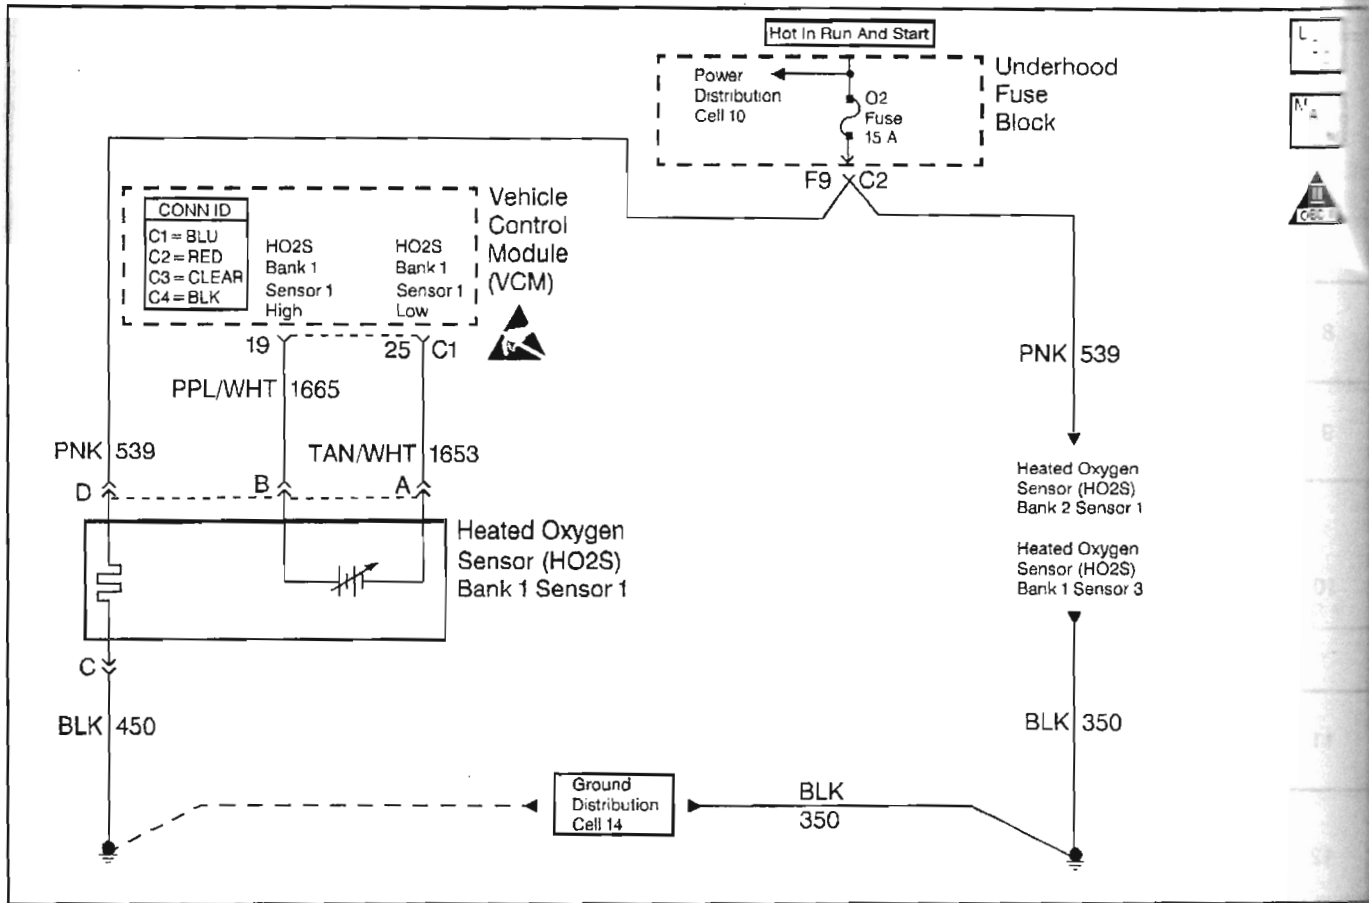 Hot In Run And Start
Power
Distribution
Cell 10
O2
Fuse
15 A
Underhood
Fuse
Block
F9
C2
CONN ID
C1=BLU
C2=RED
C3=CLEAR
C4=BLK
HO2S
Bank 1
Sensor 1
High
HO2S
Bank 1
Sensor 1
Low
Vehicle
Control
Module
(VCM)
19
25
C1
PPL/WHT 1665
PNK 539
TAN/WHT 1653
D
B
A
Heated Oxygen
Sensor (HO2S)
Bank 1 Sensor 1
C
BLK 450
PNK 539
Heated Oxygen
Sensor (HO2S)
Bank 2 Sensor 1
Heated Oxygen
Sensor (HO2S)
Bank 1 Sensor 3
BLK 350
Ground
Distribution
Cell 14
BLK
350
L
M
A
II